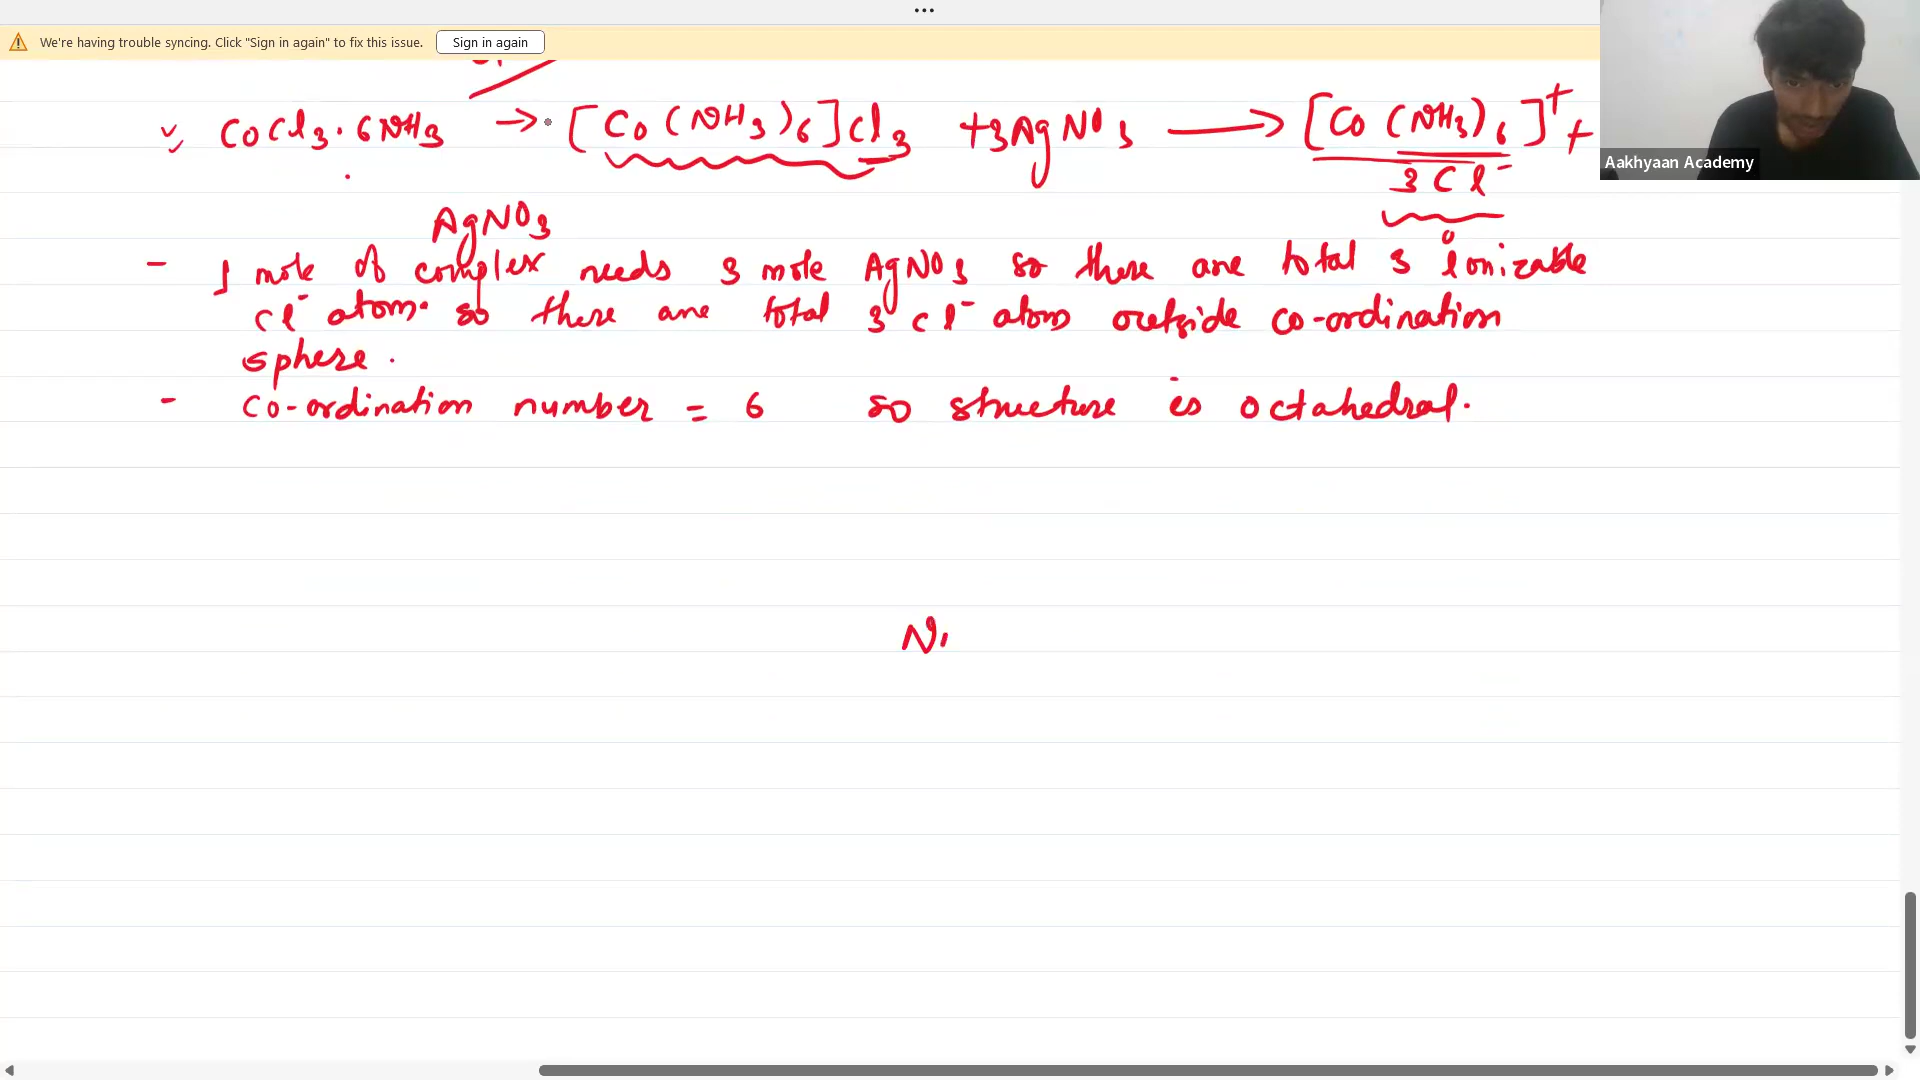 We're having trouble syncing. Click "Sign in again" to fix this issue. Sign in again
CoCl3.6NH3 → [Co(NH3)6]Cl3 +3AgNO3 → [Co(NH3)6]+ +
3Cl-
Aakhyaan Academy
AgNO3
- 1 mole of complex needs 3 mole AgNO3 so there are total 3 ionizable
Cl- atom. so there are total 3 Cl- atom outside co-ordination
sphere.
- co-ordination number = 6 so structure is octahedral.